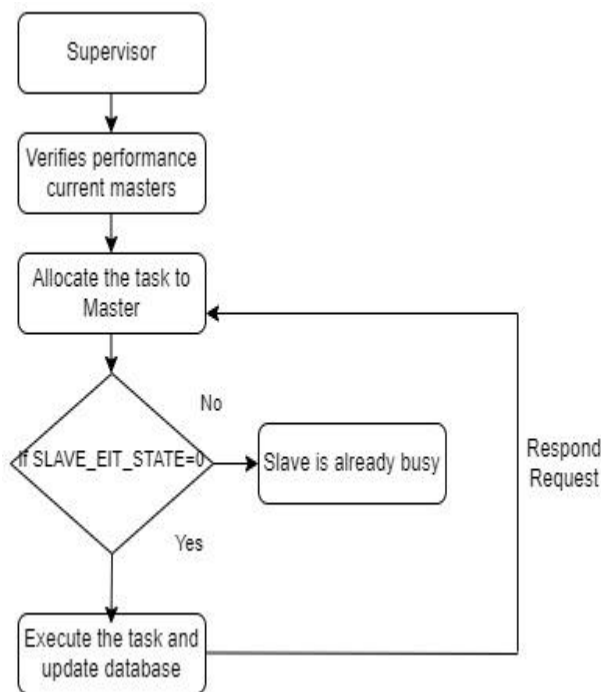 Supervisor
Verifies performance
current masters
Allocate the task to
Master
No
If SLAVE_EIT_STATE=0
Slave is already busy
Respond
Request
Yes
Execute the task and
update database